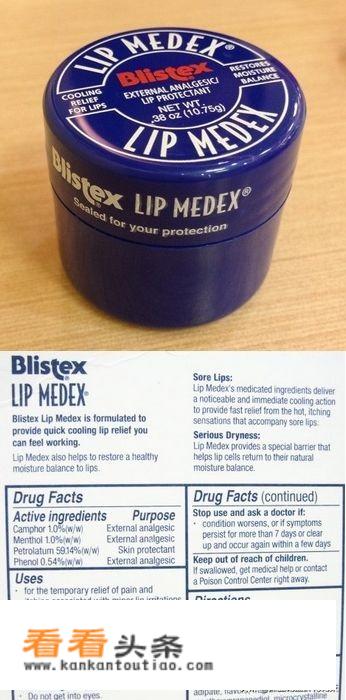 LIP MEDEX®
Blistex
COOLING
RELIEF
FOR LIPS
EXTERNAL ANALGESIC/
LIP PROTECTANT
NET WT.
.38 oz (10.75g)
RESTORES
MOISTURE
BALANCE
LIP MEDEX
Blistex® LIP MEDEX®
Sealed for your protection
Blistex®
LIP MEDEX®
Blistex Lip Medex is formulated to
provide quick cooling lip relief you
can feel working.
Lip Medex also helps to restore a healthy
moisture balance to lips.
Sore Lips:
Lip Medex's medicated ingredients deliver
a noticeable and immediate cooling action
to provide fast relief from the hot, itching
sensations that accompany sore lips.
Serious Dryness:
Lip Medex provides a special barrier that
helps lip cells return to their natural
moisture balance.
Drug Facts
Active ingredients Purpose
Camphor 1.0%(w/w) External analgesic
Menthol 1.0%(w/w) External analgesic
Petrolatum 59.14%(w/w) Skin protectant
Phenol 0.54%(w/w) External analgesic
Uses
· for the temporary relief of pain and
itching associated with minor lip irritations
Drug Facts (continued)
Stop use and ask a doctor if:
· condition worsens, or if symptoms
persist for more than 7 days or clear
up and occur again within a few days
Keep out of reach of children.
If swallowed, get medical help or contact
a Poison Control Center right away.
Directions
看看头条
www.kankantoutiao.com
· Do not get into eyes.
adipate, flavors,
microcrystalline